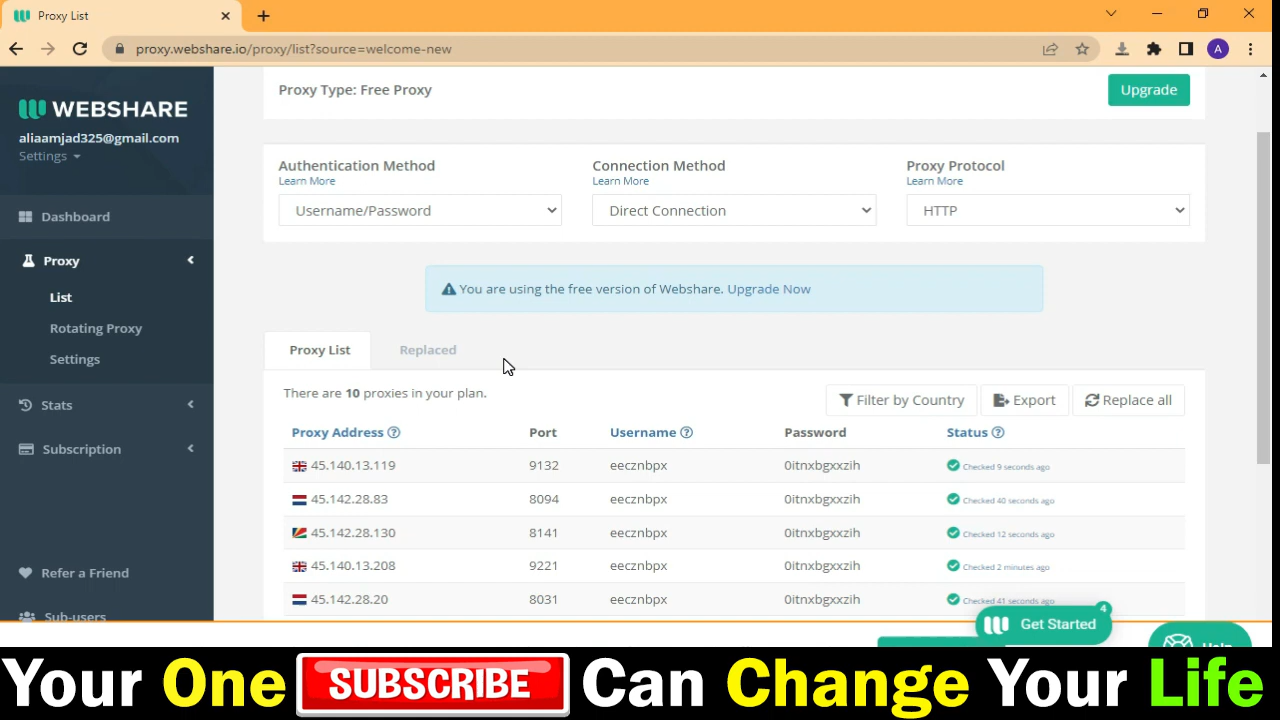 Proxy List
proxy.webshare.io/proxy/list?source=welcome-new
A
WEBSHARE
aliaamjad325@gmail.com
Settings
Dashboard
Proxy
List
Rotating Proxy
Settings
Stats
Subscription
Refer a Friend
Sub-users
Proxy Type: Free Proxy
Upgrade
Authentication Method
Learn More
Username/Password
Connection Method
Learn More
Direct Connection
Proxy Protocol
Learn More
HTTP
You are using the free version of Webshare. Upgrade Now
Proxy List Replaced
There are 10 proxies in your plan.
Filter by Country Export Replace all
Proxy Address Port Username Password Status
45.140.13.119 9132 eecznbpx 0itnxbgxxzih Checked 9 seconds ago
45.142.28.83 8094 eecznbpx 0itnxbgxxzih Checked 40 seconds ago
45.142.28.130 8141 eecznbpx 0itnxbgxxzih Checked 12 seconds ago
45.140.13.208 9221 eecznbpx 0itnxbgxxzih Checked 2 minutes ago
45.142.28.20 8031 eecznbpx 0itnxbgxxzih Checked 41 seconds ago
Get Started 4
Help
Your One SUBSCRIBE Can Change Your Life